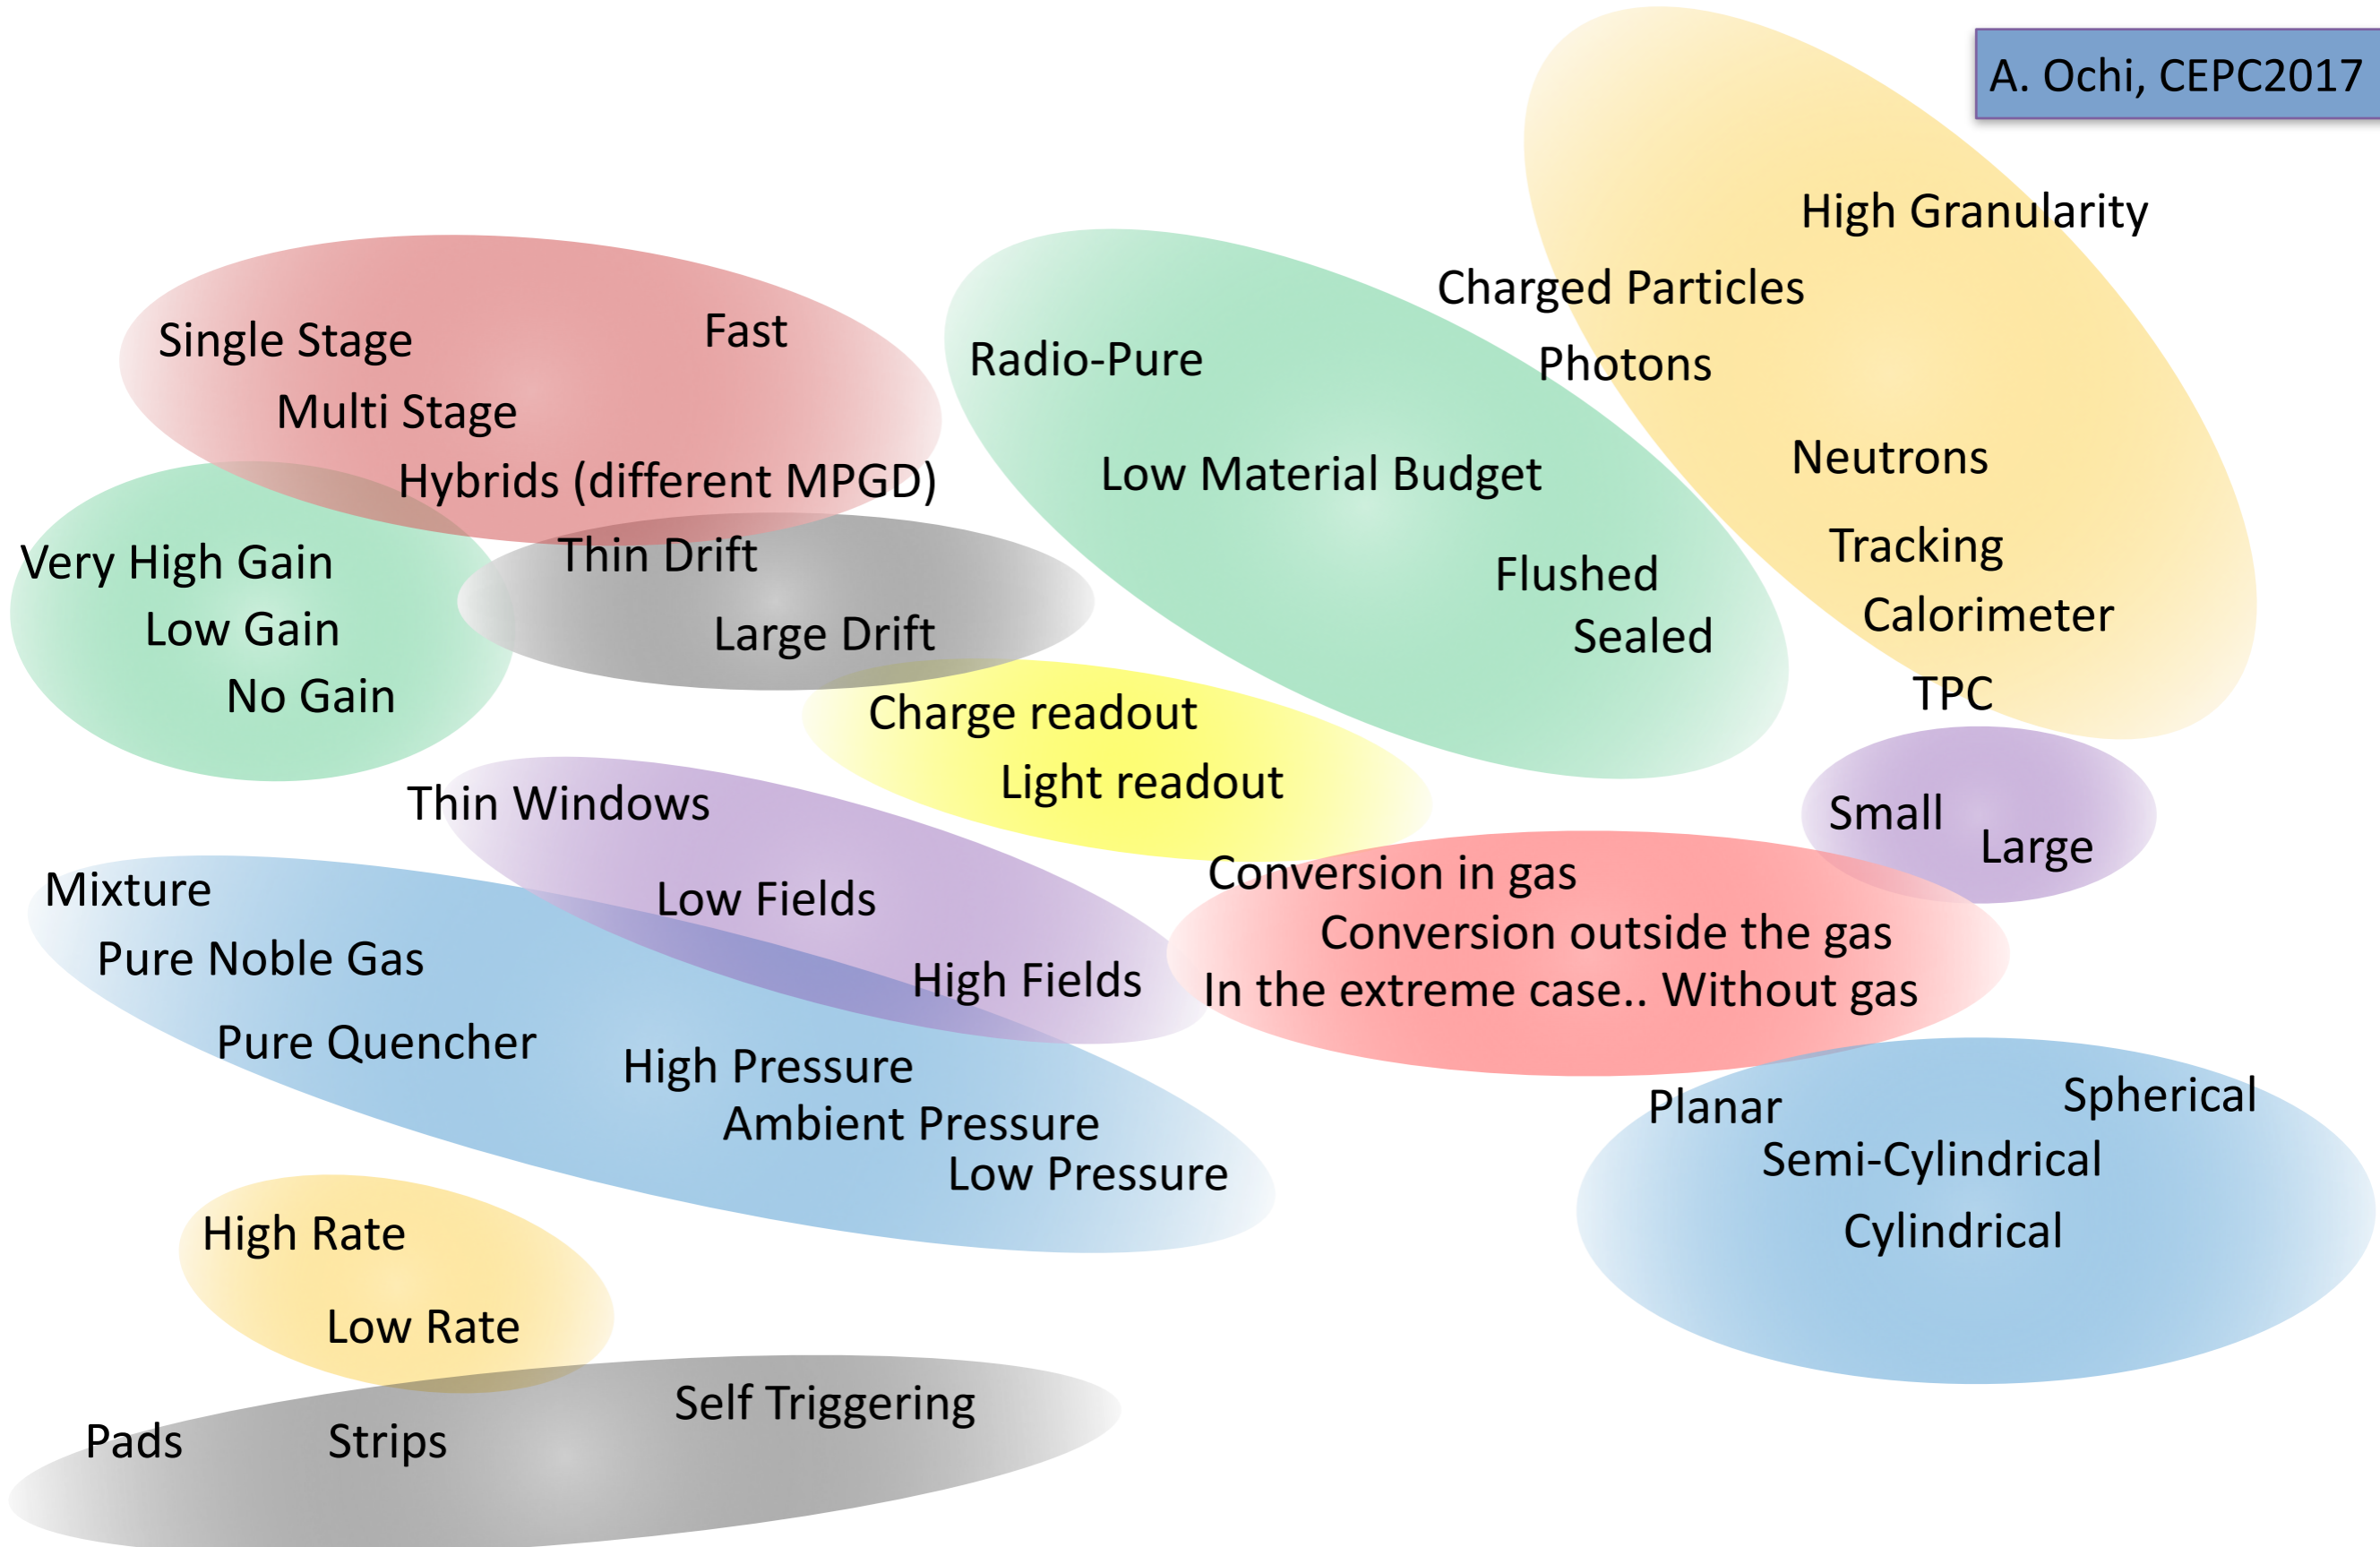 A. Ochi, CEPC2017
High Granularity
Charged Particles
Photons
Neutrons
Tracking
Calorimeter
TPC
Single Stage
Fast
Multi Stage
Hybrids (different MPGD)
Radio-Pure
Low Material Budget
Flushed
Sealed
Very High Gain
Low Gain
No Gain
Thin Drift
Large Drift
Charge readout
Light readout
Small
Large
Thin Windows
Low Fields
High Fields
Conversion in gas
Conversion outside the gas
In the extreme case.. Without gas
Mixture
Pure Noble Gas
Pure Quencher
High Pressure
Ambient Pressure
Low Pressure
Planar
Spherical
Semi-Cylindrical
Cylindrical
High Rate
Low Rate
Self Triggering
Pads
Strips